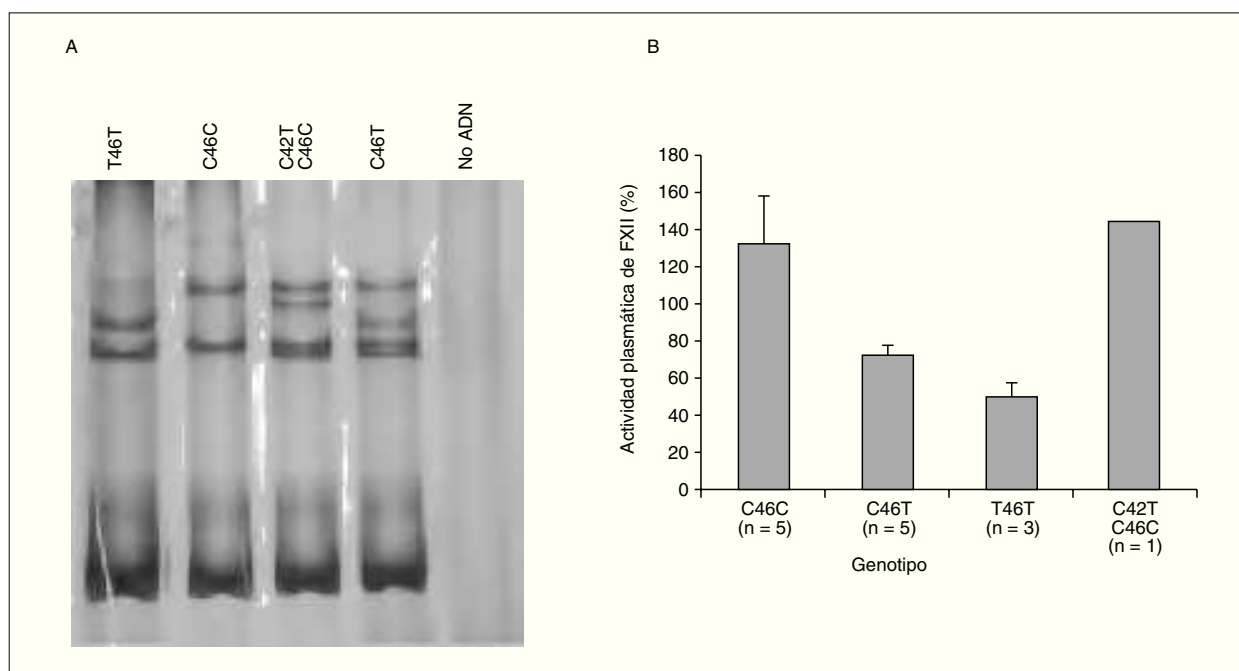 A
T46T
C46C
C42T
C46C
C46T
No ADN
B
Actividad plasmática de FXII (%)
180
160
140
120
100
80
60
40
20
0
C46C
(n = 5)
C46T
(n = 5)
T46T
(n = 3)
C42T
C46C
(n = 1)
Genotipo